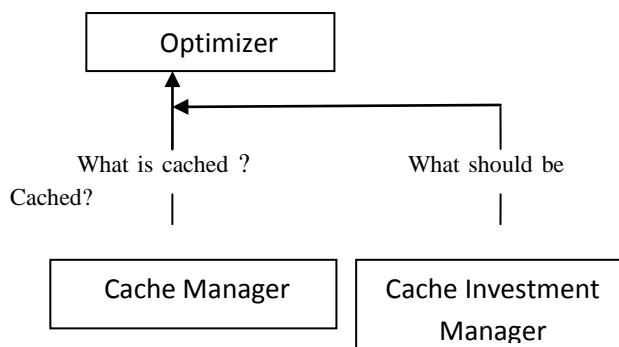 Optimizer
What is cached ? What should be
Cached?
Cache Manager
Cache Investment
Manager